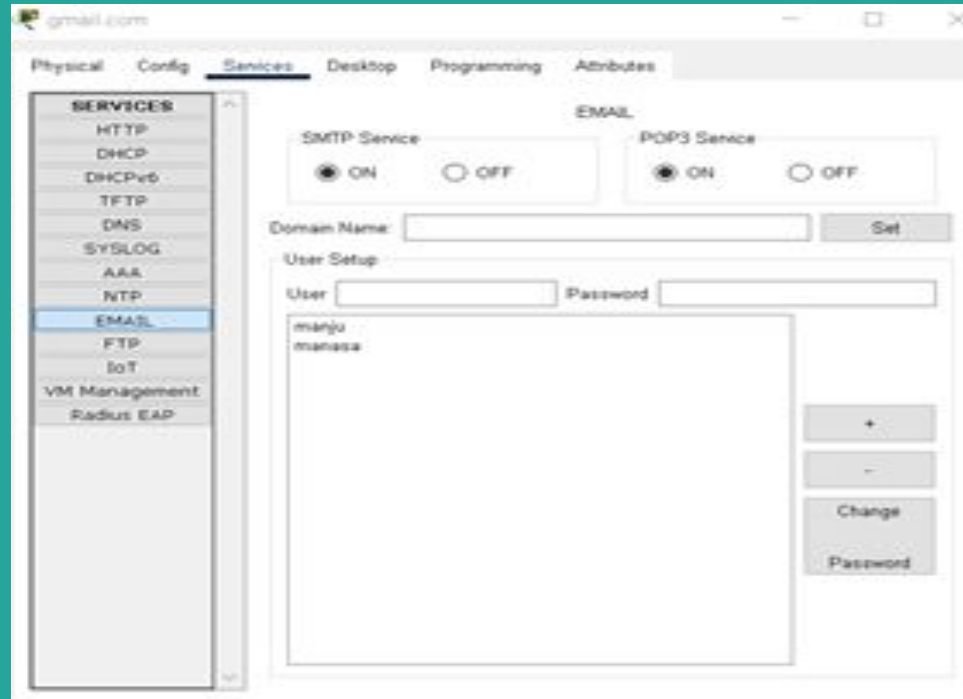 gmail.com
Physical Config Services Desktop Programming Attributes
SERVICES
HTTP
DHCP
DHCPv6
TFTP
DNS
SYSLOG
AAA
NTP
EMAIL
FTP
IoT
VM Management
Radius EAP
EMAIL
SMTP Service
ON OFF
POP3 Service
ON OFF
Domain Name: Set
User Setup
User Password
manju
manasa
+
-
Change
Password